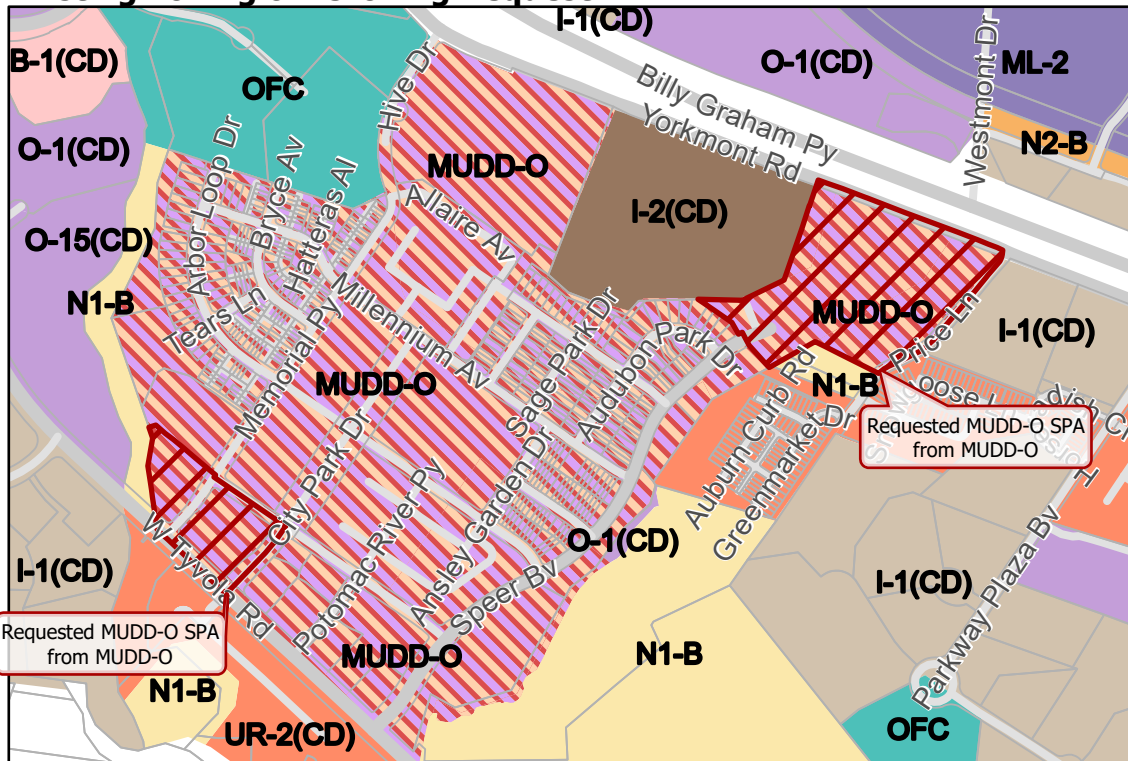 I-1(CD)
B-1(CD)
OFC
O-1(CD)
ML-2
Westmont Dr
Hive Dr
Billy Graham Py
Yorkmont Rd
N2-B
O-1(CD)
MUDD-O
Arbor Loop Dr
Bryce Av
Hatteras Al
Allaire Av
I-2(CD)
O-15(CD)
N1-B
Tears Ln
Millennium Av
Memorial Py
Sage Park Dr
Audubon
Park Dr
MUDD-O
Price Ln
I-1(CD)
MUDD-O
N1-B
Auburn Curb Rd
Greenmarket Dr
Requested MUDD-O SPA
from MUDD-O
City Park Dr
Potomac River Py
Ansley Garden Dr
Speer Bv
O-1(CD)
W Tyvola Rd
I-1(CD)
I-1(CD)
Parkway Plaza Bv
Requested MUDD-O SPA
from MUDD-O
MUDD-O
N1-B
N1-B
UR-2(CD)
OFC